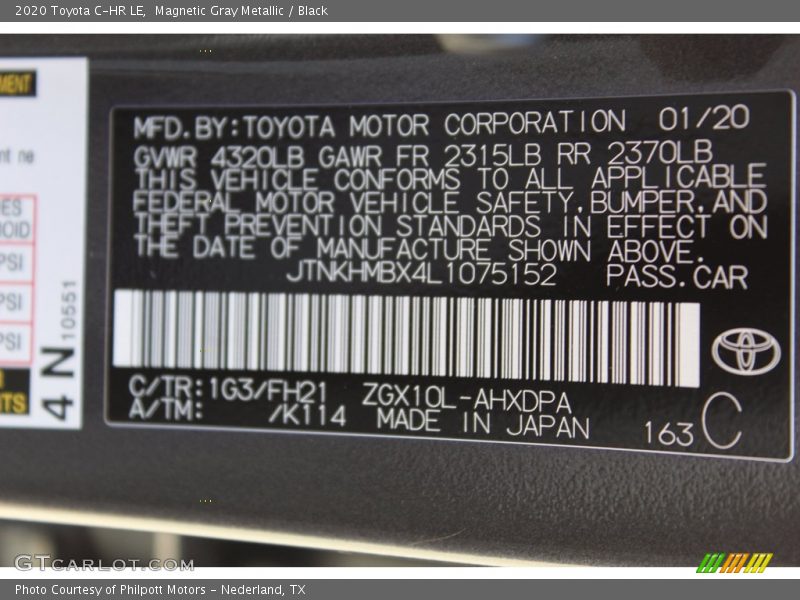 2020 Toyota C-HR LE, Magnetic Gray Metallic / Black
MENT
nt ne
PSI
PSI
PSI
4 N 10551
MFD.BY:TOYOTA MOTOR CORPORATION 01/20
GVWR 4320LB GAWR FR 2315LB RR 2370LB
THIS VEHICLE CONFORMS TO ALL APPLICABLE
FEDERAL MOTOR VEHICLE SAFETY,BUMPER,AND
THEFT PREVENTION STANDARDS IN EFFECT ON
THE DATE OF MANUFACTURE SHOWN ABOVE.
JTNKHMBX4L1075152 PASS.CAR
C/TR:1G3/FH21 ZGX10L-AHXDPA
A/TM: /K114 MADE IN JAPAN 163 C
GTCARLOT.COM
Photo Courtesy of Philpott Motors - Nederland, TX